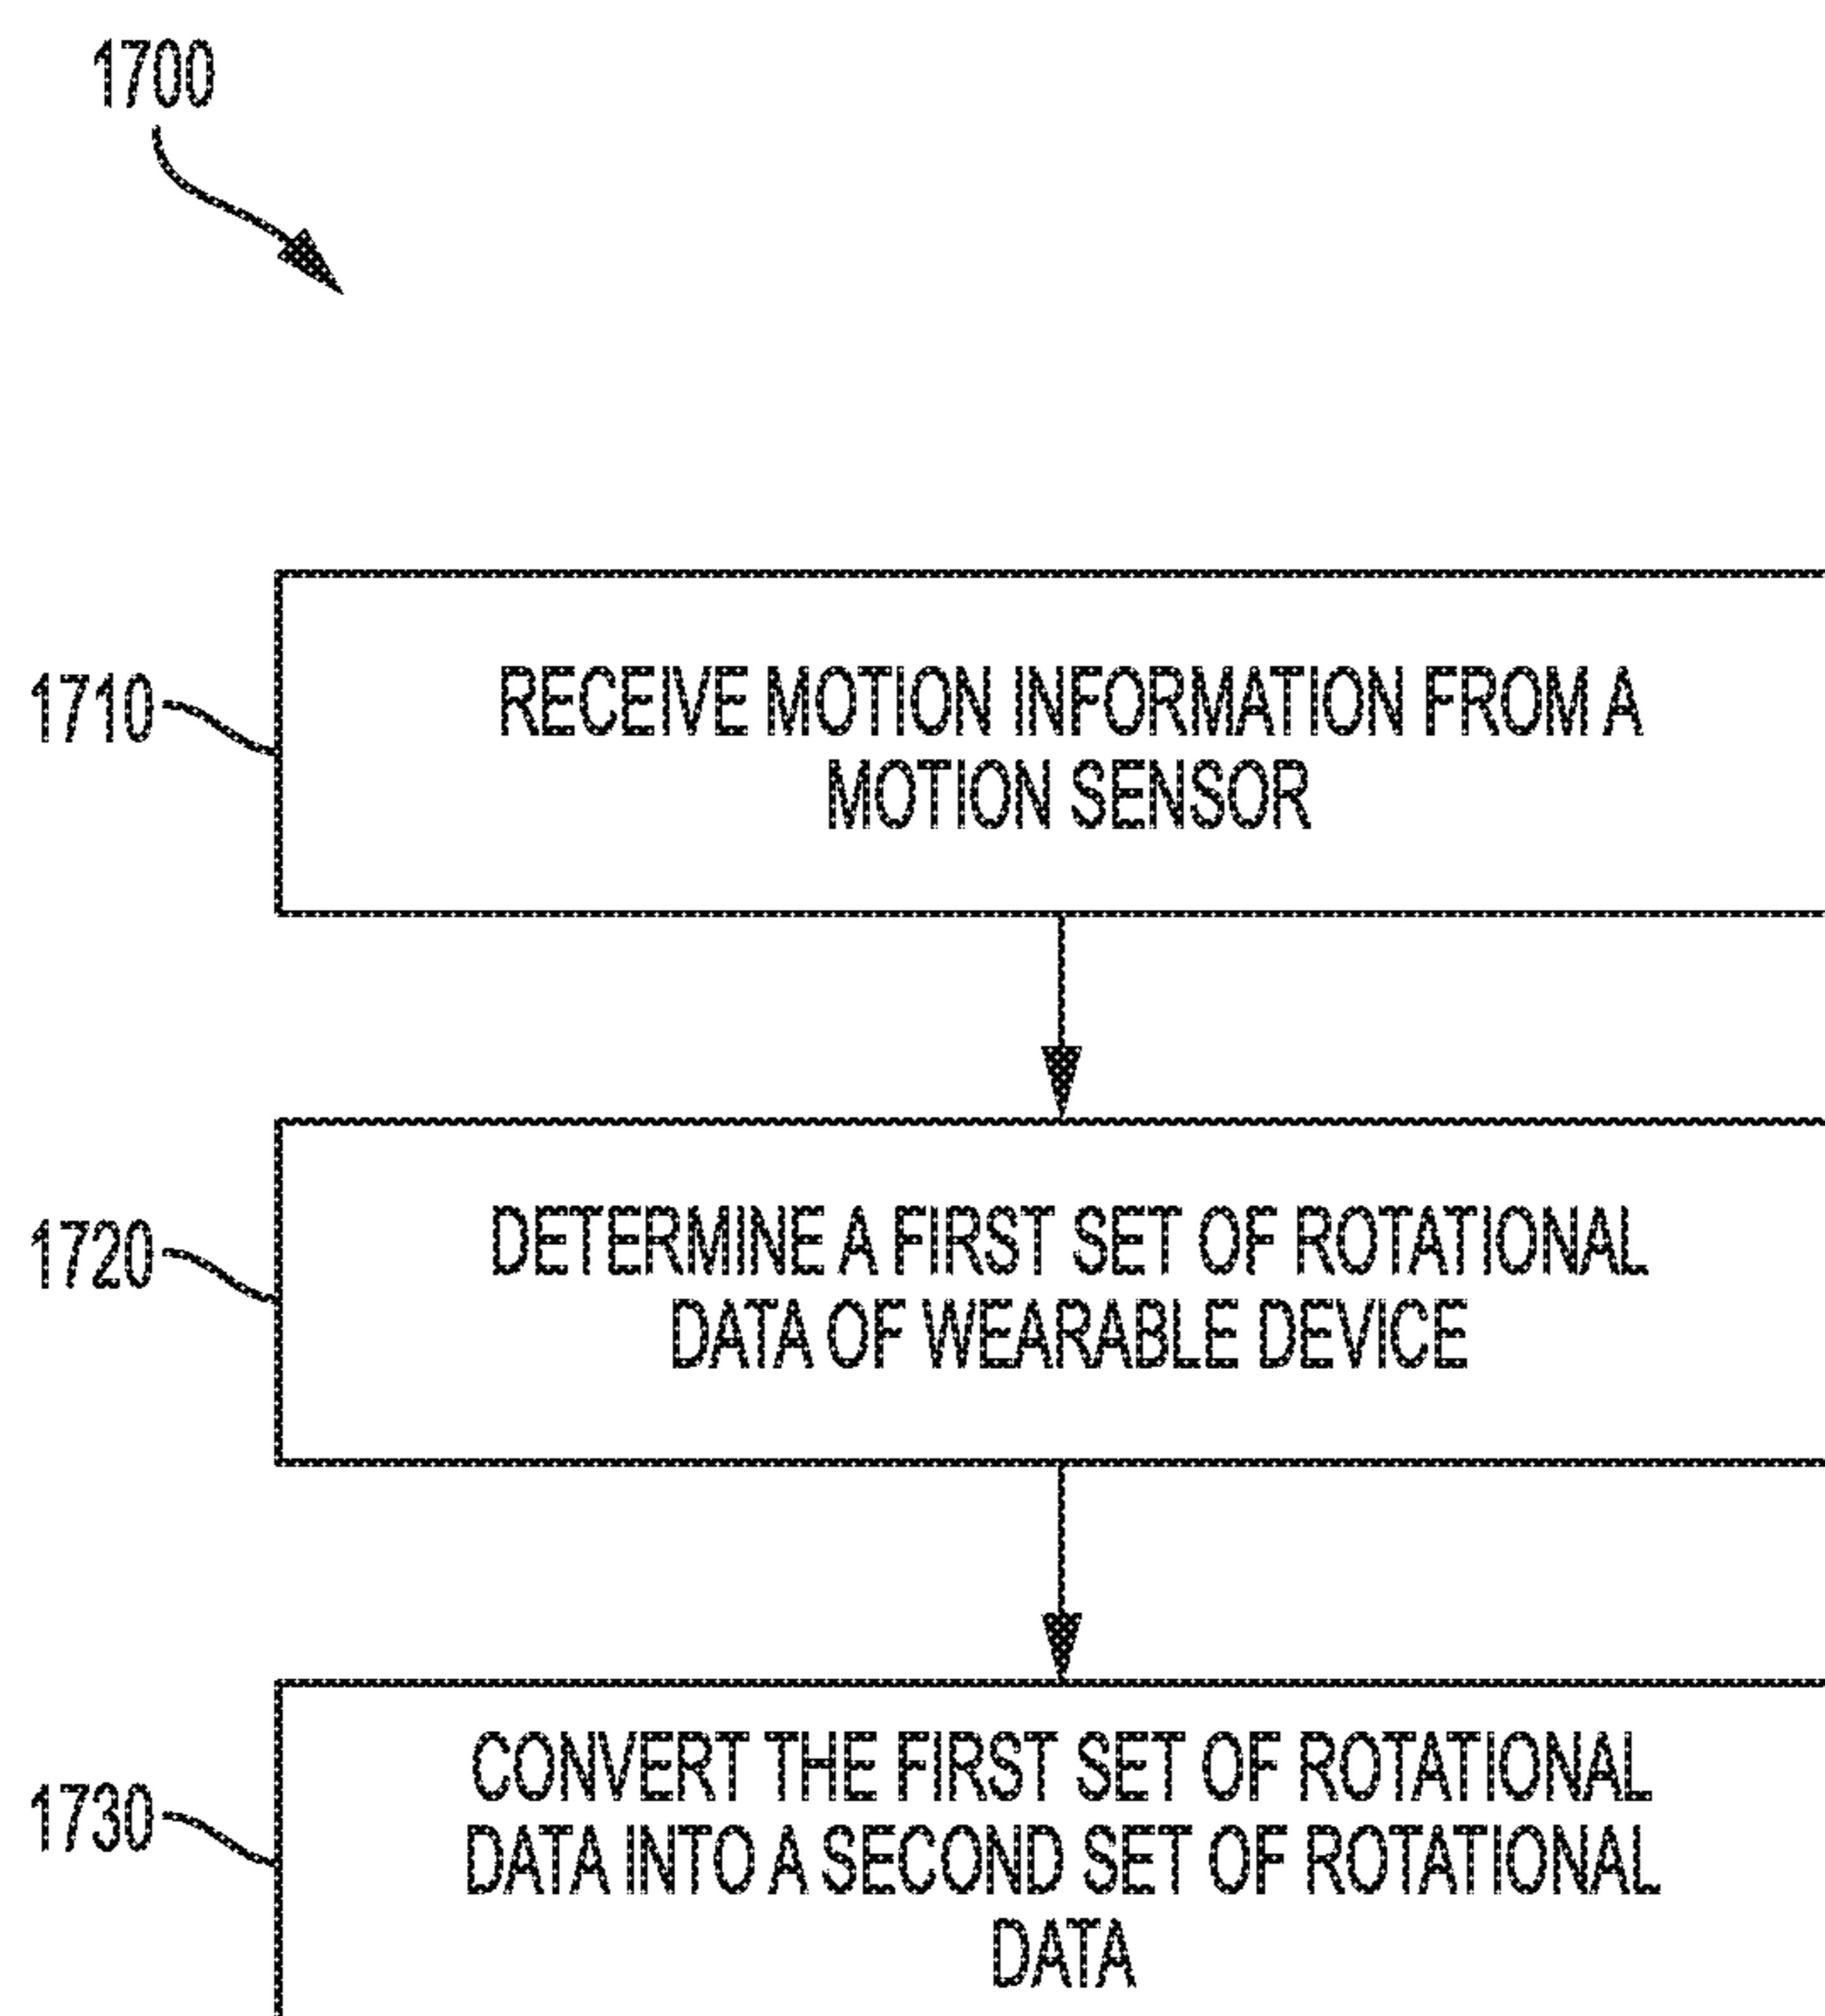 1700
1710
RECEIVE MOTION INFORMATION FROM A
MOTION SENSOR
1720
DETERMINE A FIRST SET OF ROTATIONAL
DATA OF WEARABLE DEVICE
1730
CONVERT THE FIRST SET OF ROTATIONAL
DATA INTO A SECOND SET OF ROTATIONAL
DATA